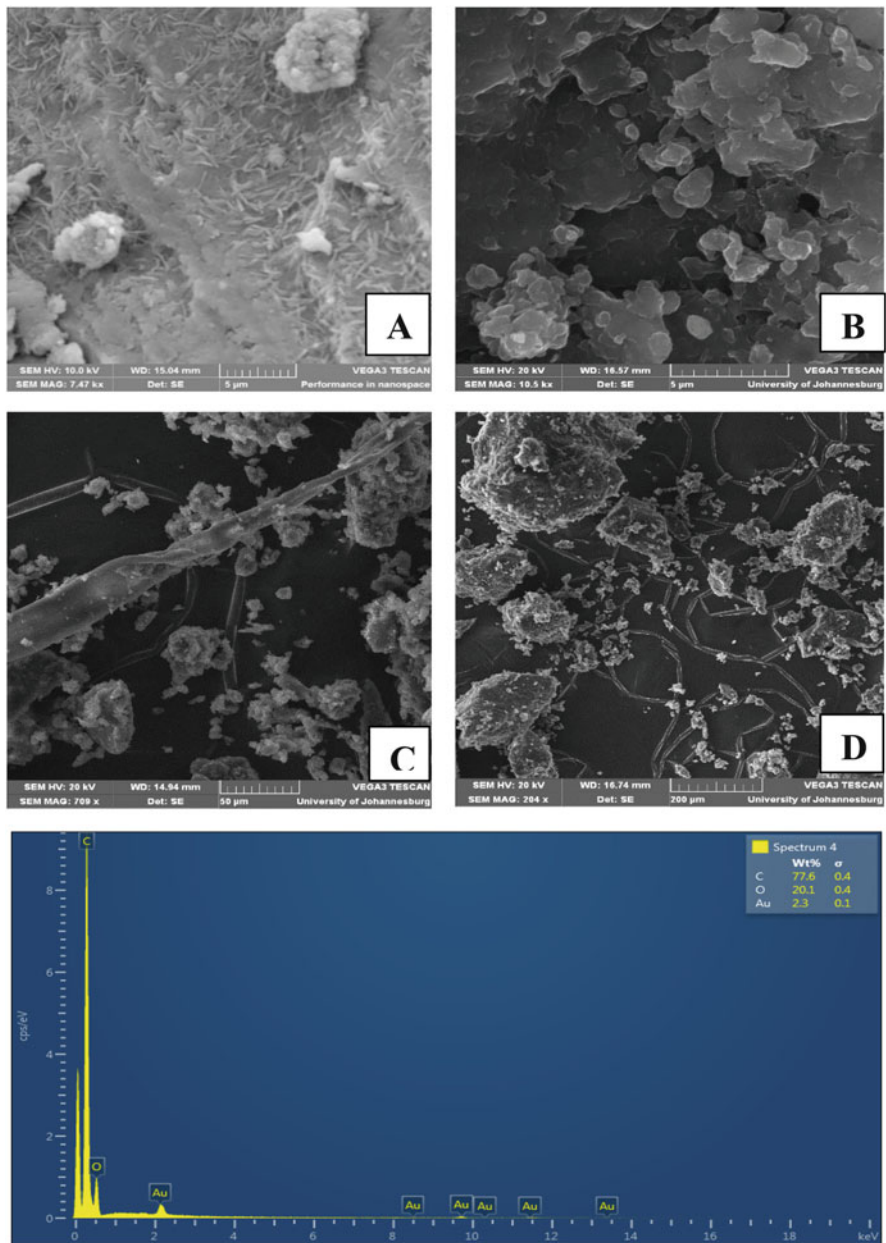 A
SEM HV: 10.0 kV WD: 15.04 mm VEGA3 TESCAN
SEM MAG: 7.47 kx Det: SE 5 µm Performance in nanospace
B
SEM HV: 20 kV WD: 16.57 mm VEGA3 TESCAN
SEM MAG: 10.5 kx Det: SE 5 µm University of Johannesburg
C
SEM HV: 20 kV WD: 14.94 mm VEGA3 TESCAN
SEM MAG: 709 x Det: SE 50 µm University of Johannesburg
D
SEM HV: 20 kV WD: 16.74 mm VEGA3 TESCAN
SEM MAG: 204 x Det: SE 200 µm University of Johannesburg
Spectrum 4
Wt% σ
C 77.6 0.4
O 20.1 0.4
Au 2.3 0.1
C
8
6
cps/eV
4
2
O
Au Au Au Au Au Au
0
0 2 4 6 8 10 12 14 16 18 keV